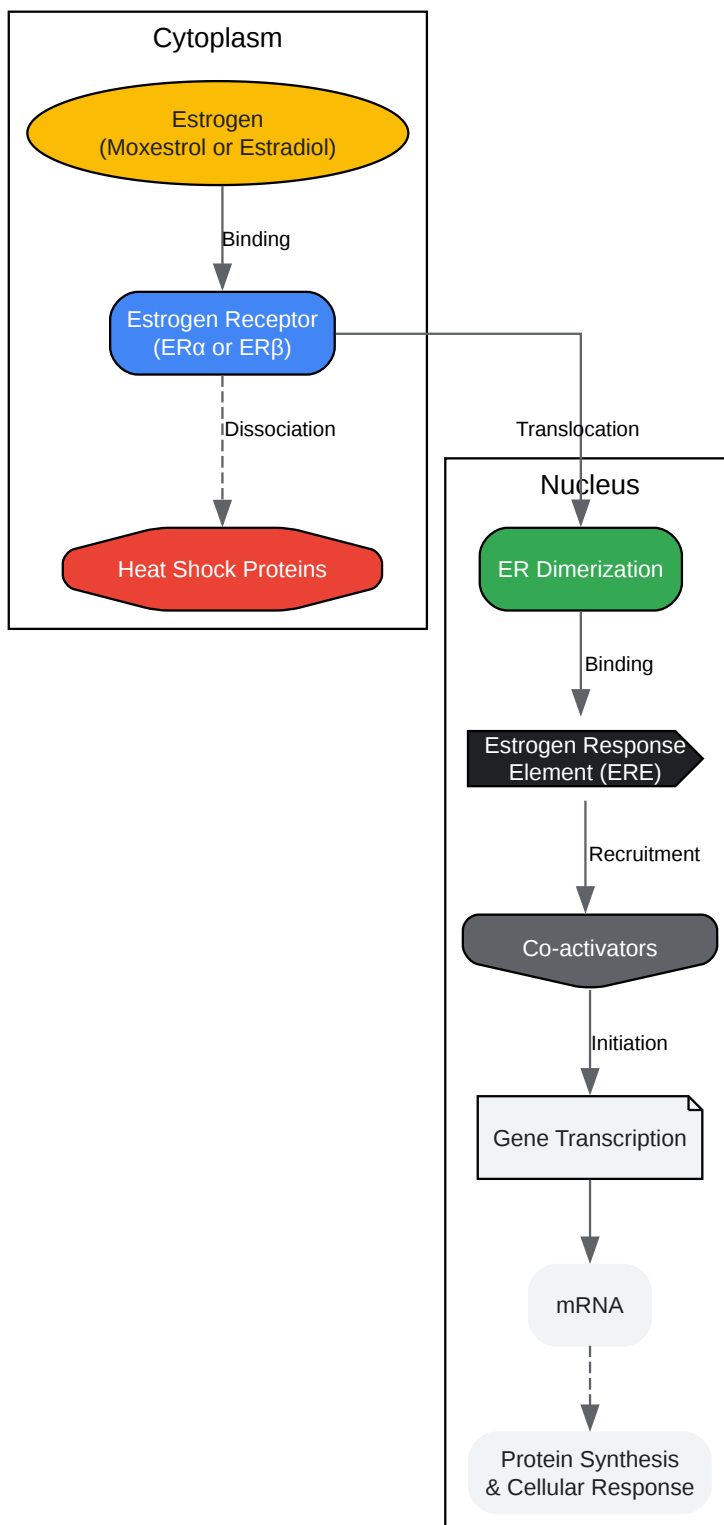 Cytoplasm
Estrogen
(Moxestrol or Estradiol)
Binding
Estrogen Receptor
(ERα or ERβ)
Dissociation
Heat Shock Proteins
Translocation
Nucleus
ER Dimerization
Binding
Estrogen Response
Element (ERE)
Recruitment
Co-activators
Initiation
Gene Transcription
mRNA
Protein Synthesis
& Cellular Response